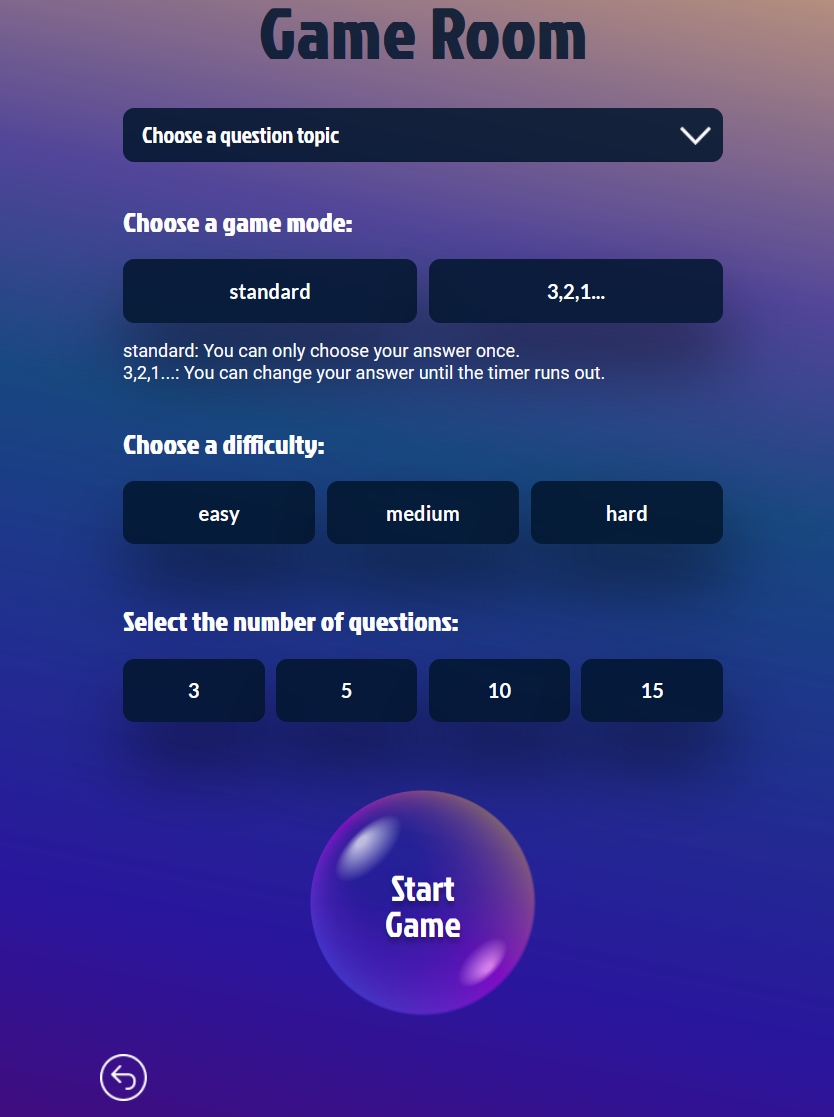 Game Room
Choose a question topic
Choose a game mode:
standard
3,2,1...
standard: You can only choose your answer once.
3,2,1...: You can change your answer until the timer runs out.
Choose a difficulty:
easy
medium
hard
Select the number of questions:
3
5
10
15
Start
Game